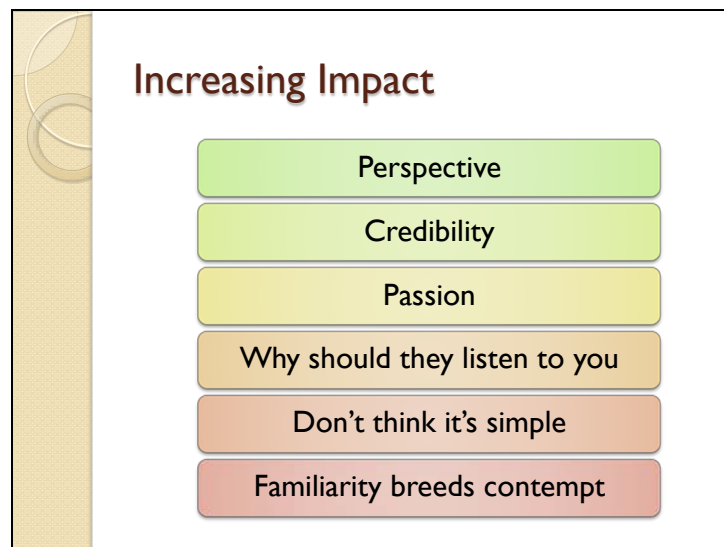 Increasing Impact
Perspective
Credibility
Passion
Why should they listen to you
Don’t think it’s simple
Familiarity breeds contempt